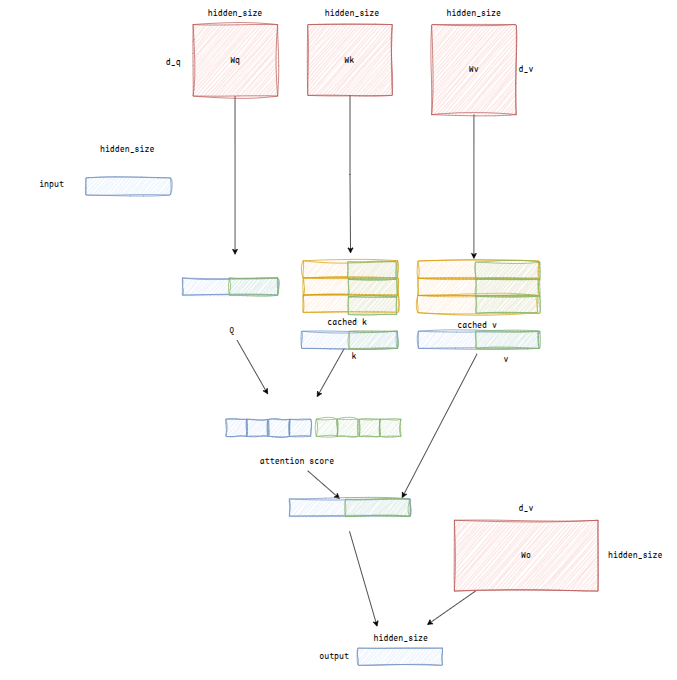 hidden_size
hidden_size
hidden_size
d_q
Wq
Wk
Wv
d_v
hidden_size
input
cached k
cached v
Q
k
v
attention score
d_v
Wo
hidden_size
hidden_size
output